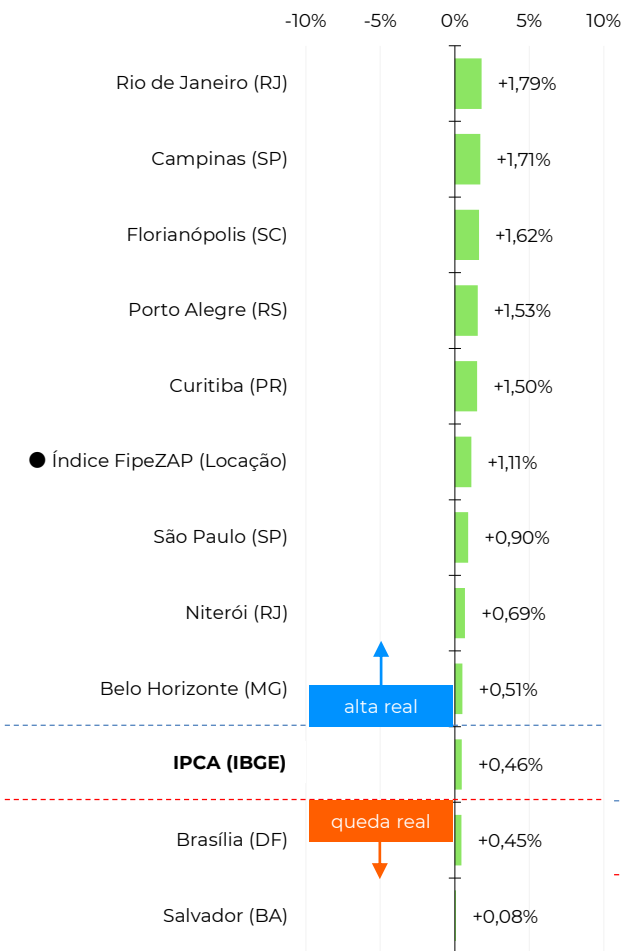 -10% -5% 0% 5% 10%
Rio de Janeiro (RJ) +1,79%
Campinas (SP) +1,71%
Florianópolis (SC) +1,62%
Porto Alegre (RS) +1,53%
Curitiba (PR) +1,50%
Índice FipeZAP (Locação) +1,11%
São Paulo (SP) +0,90%
Niterói (RJ) +0,69%
Belo Horizonte (MG) +0,51%
alta real
IPCA (IBGE) +0,46%
queda real
Brasília (DF) +0,45%
Salvador (BA) +0,08%